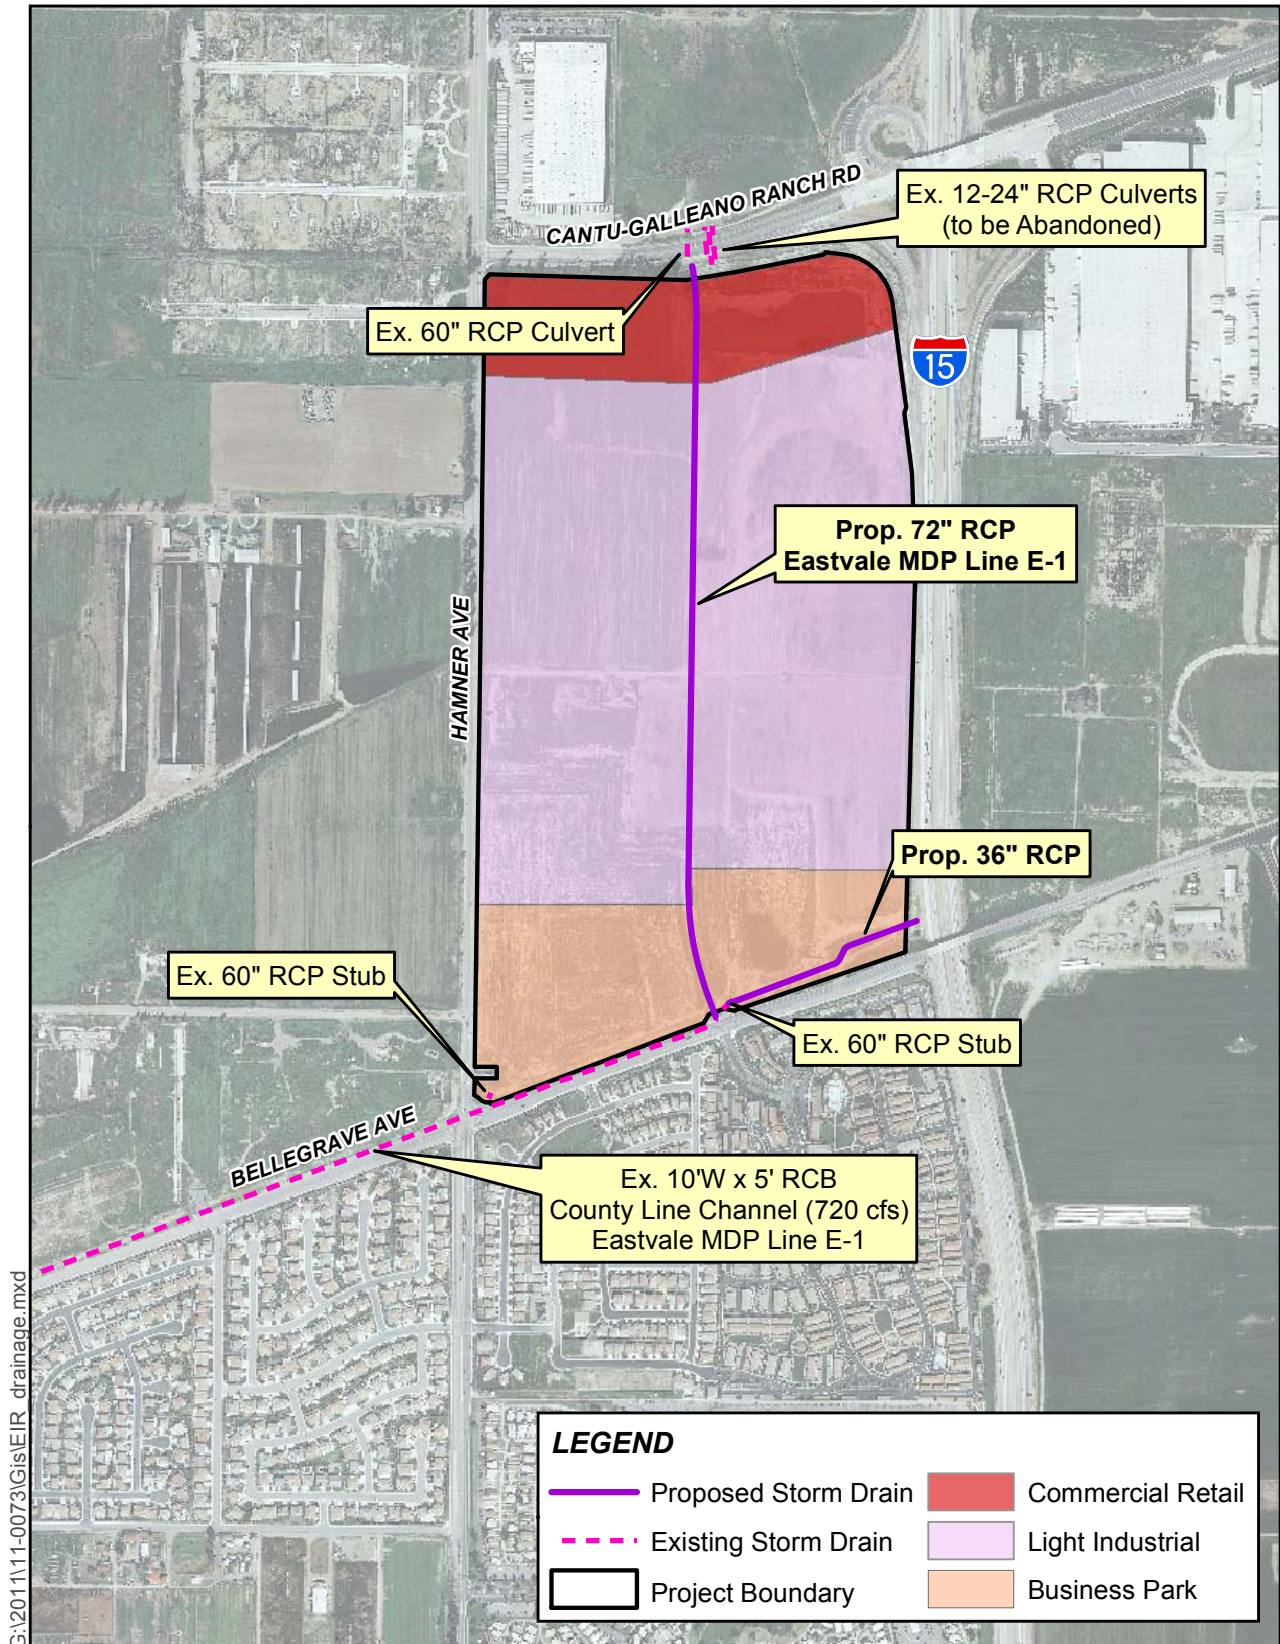 CANTU-GALLEANO RANCH RD
Ex. 12-24" RCP Culverts
(to be Abandoned)
Ex. 60" RCP Culvert
15
Prop. 72" RCP
Eastvale MDP Line E-1
HAMNER AVE
Prop. 36" RCP
Ex. 60" RCP Stub
Ex. 60" RCP Stub
BELLEGRAVE AVE
Ex. 10'W x 5' RCB
County Line Channel (720 cfs)
Eastvale MDP Line E-1
G:\2011\11-0073\Gis\EIR_drainage.mxd
LEGEND
Proposed Storm Drain
Commercial Retail
Existing Storm Drain
Light Industrial
Project Boundary
Business Park